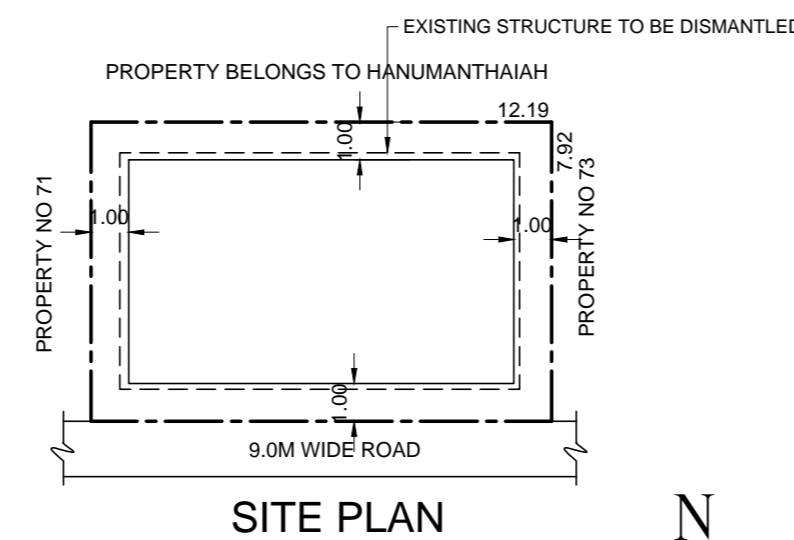 EXISTING STRUCTURE TO BE DISMANTLED
PROPERTY BELONGS TO HANUMANTHAIAH
12.19
1.00
7.92
PROPERTY NO 71
1.00
1.00
PROPERTY NO 73
1.00
9.0M WIDE ROAD
SITE PLAN
N